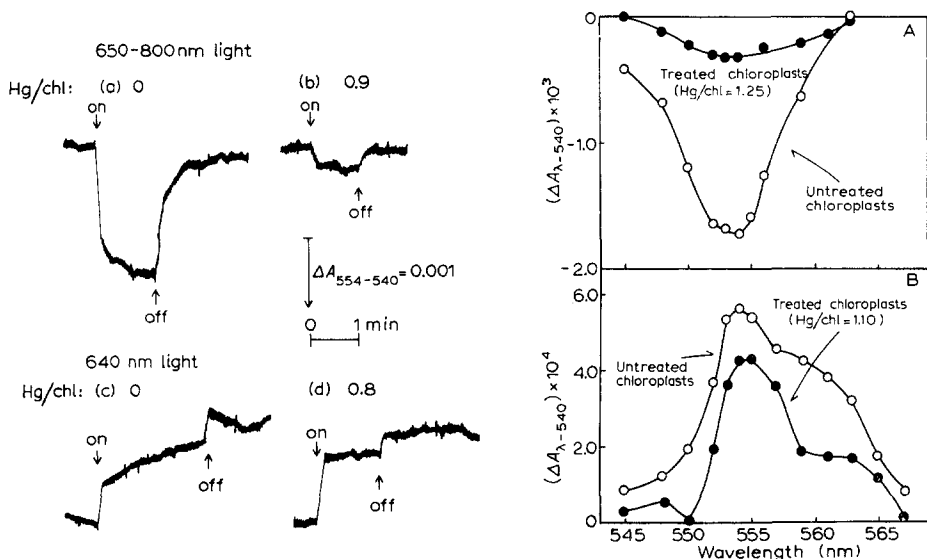 650-800nm light
Hg/chl: (a) 0
(b) 0.9
on
on
off
off
ΔA554-540=0.001
0 1 min
640 nm light
Hg/chl: (c) 0
(d) 0.8
on
on
off
off
A
(ΔAλ-540) × 10³
0
-1.0
-2.0
Treated chloroplasts
(Hg/chl=1.25)
Untreated
chloroplasts
B
(ΔAλ-540) × 10⁴
6.0
4.0
2.0
0
Treated chloroplasts
(Hg/chl=1.10)
Untreated
chloroplasts
545 550 555 560 565
Wavelength (nm)